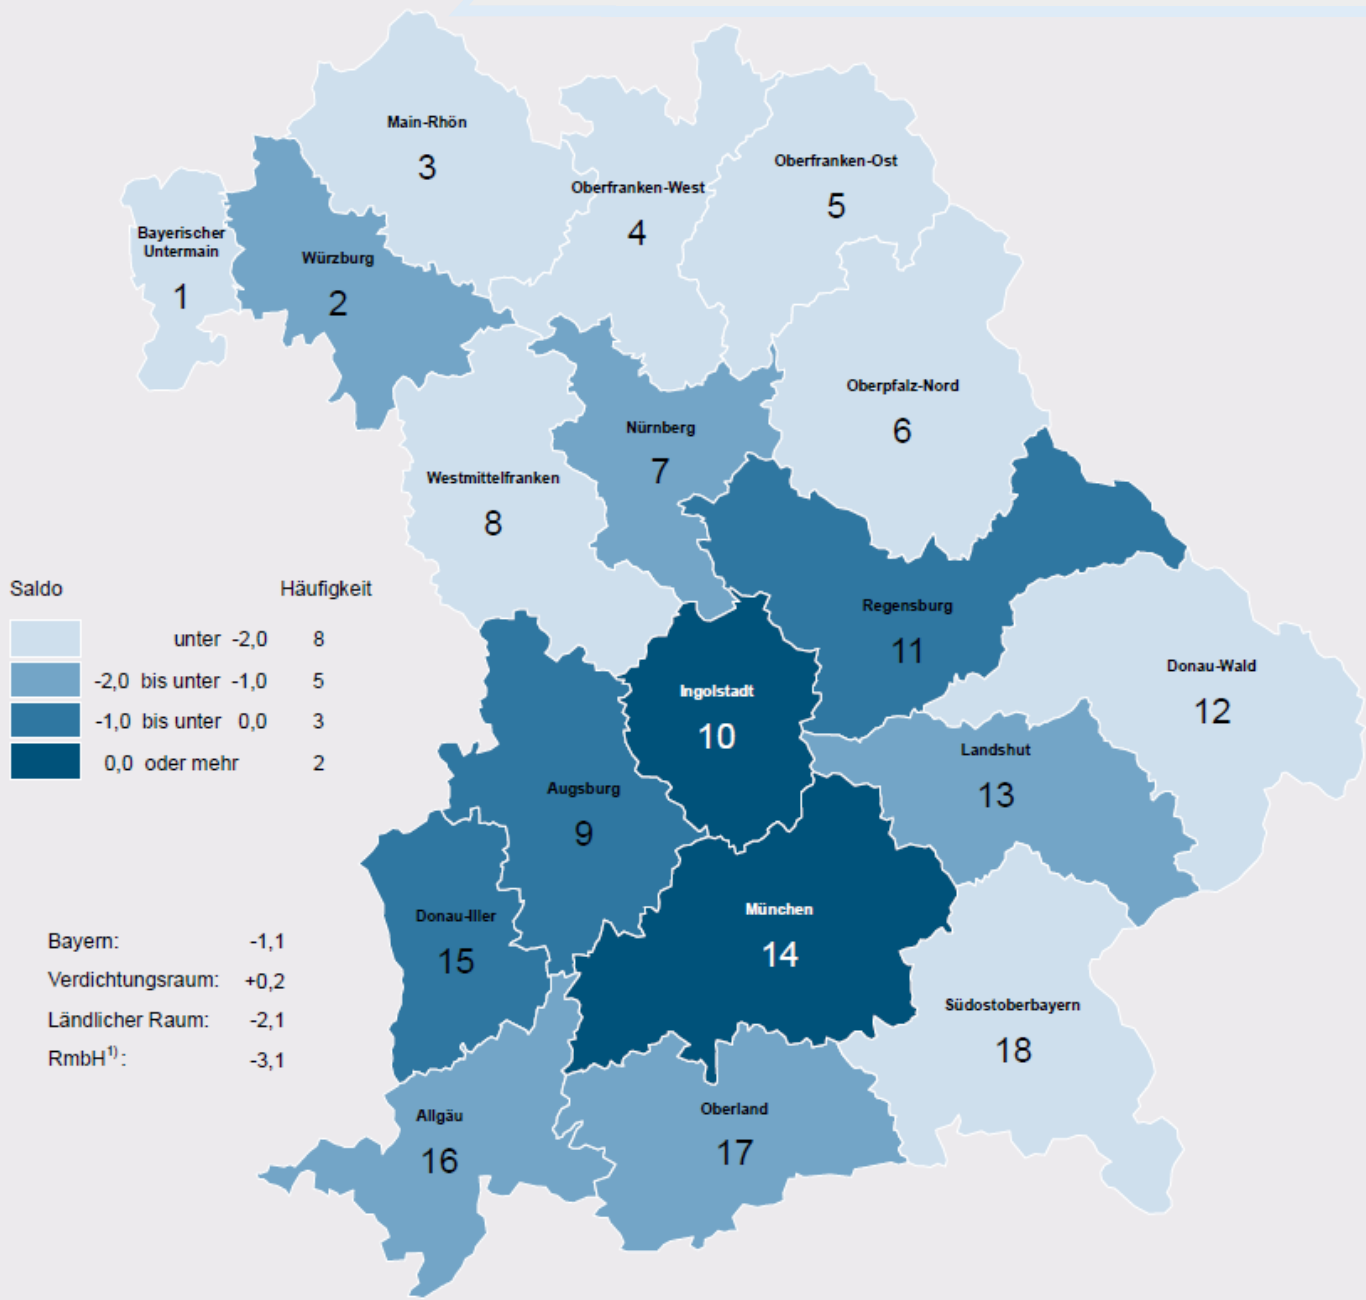 Main-Rhön
3
Oberfranken-Ost
5
Oberfranken-West
4
Bayerischer
Untermain
1
Würzburg
2
Oberpfalz-Nord
6
Nürnberg
7
Westmittelfranken
8
Regensburg
11
Donau-Wald
12
Ingolstadt
10
Landshut
13
Augsburg
9
München
14
Donau-Iller
15
Südostoberbayern
18
Allgäu
16
Oberland
17
Saldo Häufigkeit
unter -2,0 8
-2,0 bis unter -1,0 5
-1,0 bis unter 0,0 3
0,0 oder mehr 2
Bayern: -1,1
Verdichtungsraum: +0,2
Ländlicher Raum: -2,1
RmbH¹⁾: -3,1